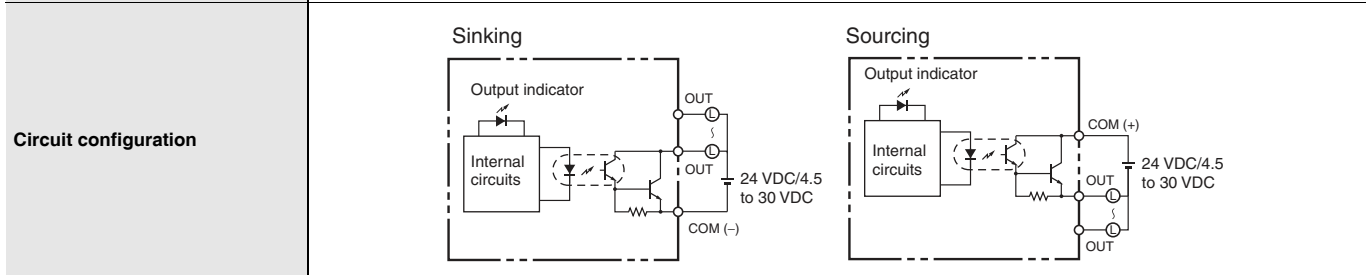 Circuit configuration
Sinking
Output indicator
Internal
circuits
OUT
L
L
OUT
24 VDC/4.5
to 30 VDC
COM (–)
Sourcing
Output indicator
Internal
circuits
COM (+)
24 VDC/4.5
to 30 VDC
OUT
L
L
OUT